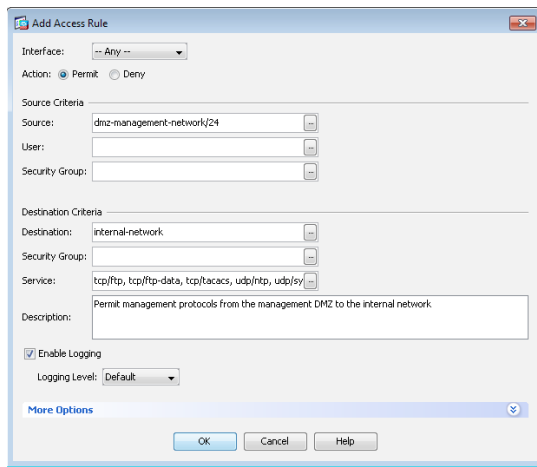 Add Access Rule
Interface: -- Any --
Action: Permit Deny
Source Criteria
Source: dmz-management-network/24
User:
Security Group:
Destination Criteria
Destination: internal-network
Security Group:
Service: tcp/ftp, tcp/ftp-data, tcp/tacacs, udp/ntp, udp/sy
Description: Permit management protocols from the management DMZ to the internal network
Enable Logging
Logging Level: Default
More Options
OK Cancel Help